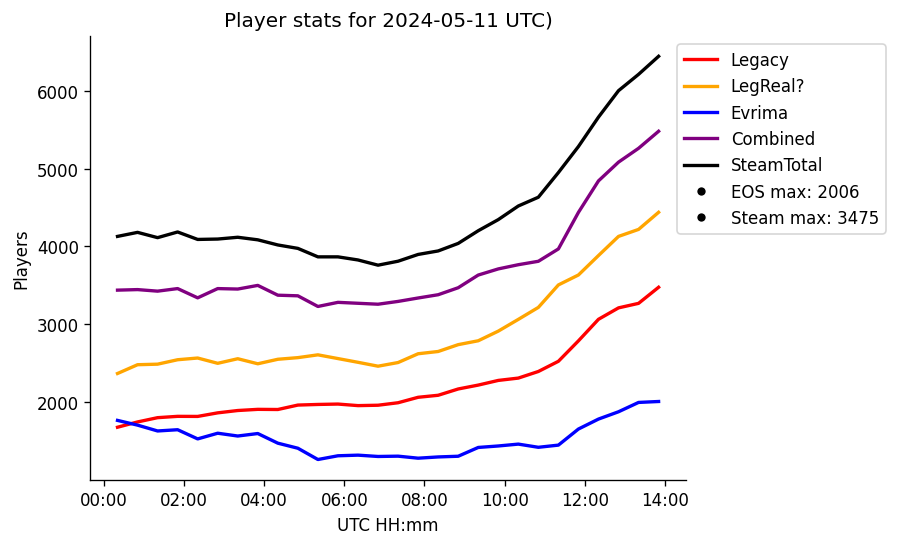 Player stats for 2024-05-11 UTC)
Legacy
LegReal?
Evrima
Combined
SteamTotal
EOS max: 2006
Steam max: 3475
Players
6000
5000
4000
3000
2000
00:00 02:00 04:00 06:00 08:00 10:00 12:00 14:00
UTC HH:mm